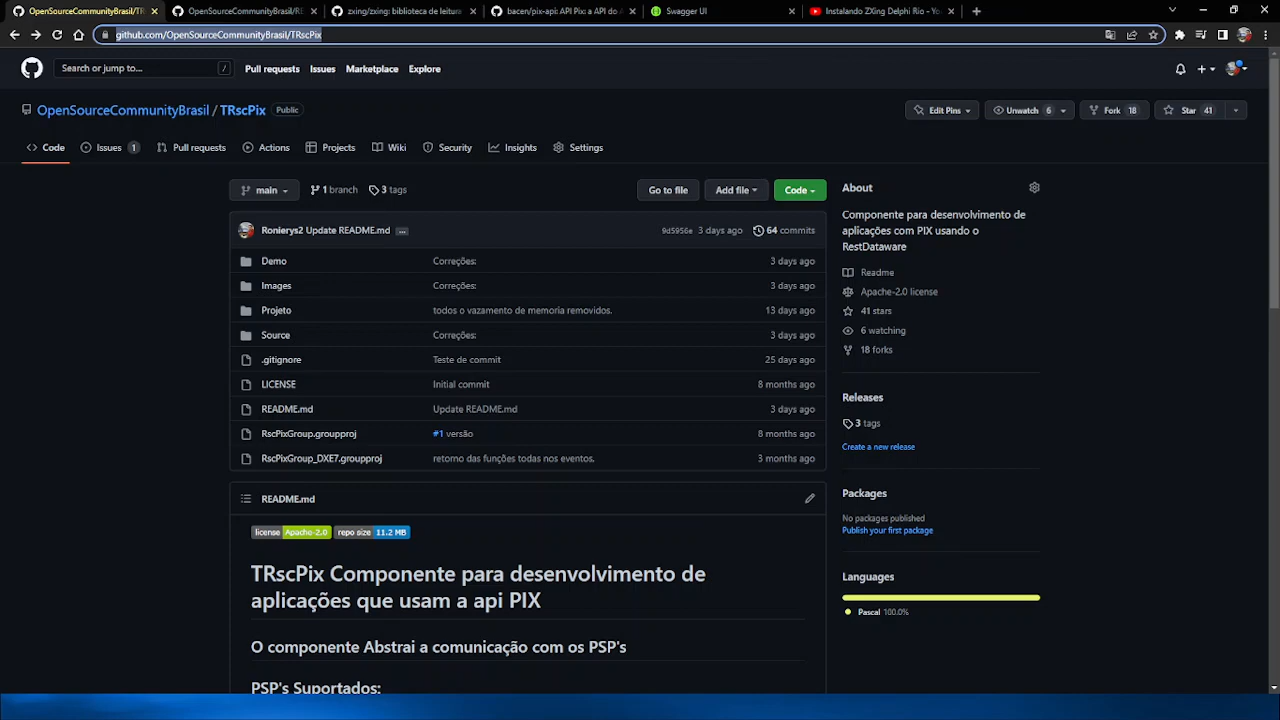 OpenSourceCommunityBrasil/TR
OpenSourceCommunityBrasil/RE
zxing/zxing: biblioteca de leitura
bacen/pix-api: API Pix: a API do A
Swagger UI
Instalando ZXing Delphi Rio - Yo
github.com/OpenSourceCommunityBrasil/TRscPix
Search or jump to... /
Pull requests Issues Marketplace Explore
OpenSourceCommunityBrasil / TRscPix Public
Edit Pins Unwatch 6 Fork 18 Star 41
Code Issues 1 Pull requests Actions Projects Wiki Security Insights Settings
main 1 branch 3 tags Go to file Add file Code
Ronierys2 Update README.md ... 9d5956e 3 days ago 64 commits
Demo Correções: 3 days ago
Images Correções: 3 days ago
Projeto todos o vazamento de memoria removidos. 13 days ago
Source Correções: 3 days ago
.gitignore Teste de commit 25 days ago
LICENSE Initial commit 8 months ago
README.md Update README.md 3 days ago
RscPixGroup.groupproj #1 versão 8 months ago
RscPixGroup_DXE7.groupproj retorno das funções todas nos eventos. 3 months ago
README.md
license Apache-2.0 repo size 11.2 MB
TRscPix Componente para desenvolvimento de
aplicações que usam a api PIX
O componente Abstrai a comunicação com os PSP's
PSP's Suportados:
About
Componente para desenvolvimento de
aplicações com PIX usando o
RestDataware
Readme
Apache-2.0 license
41 stars
6 watching
18 forks
Releases
3 tags
Create a new release
Packages
No packages published
Publish your first package
Languages
Pascal 100.0%